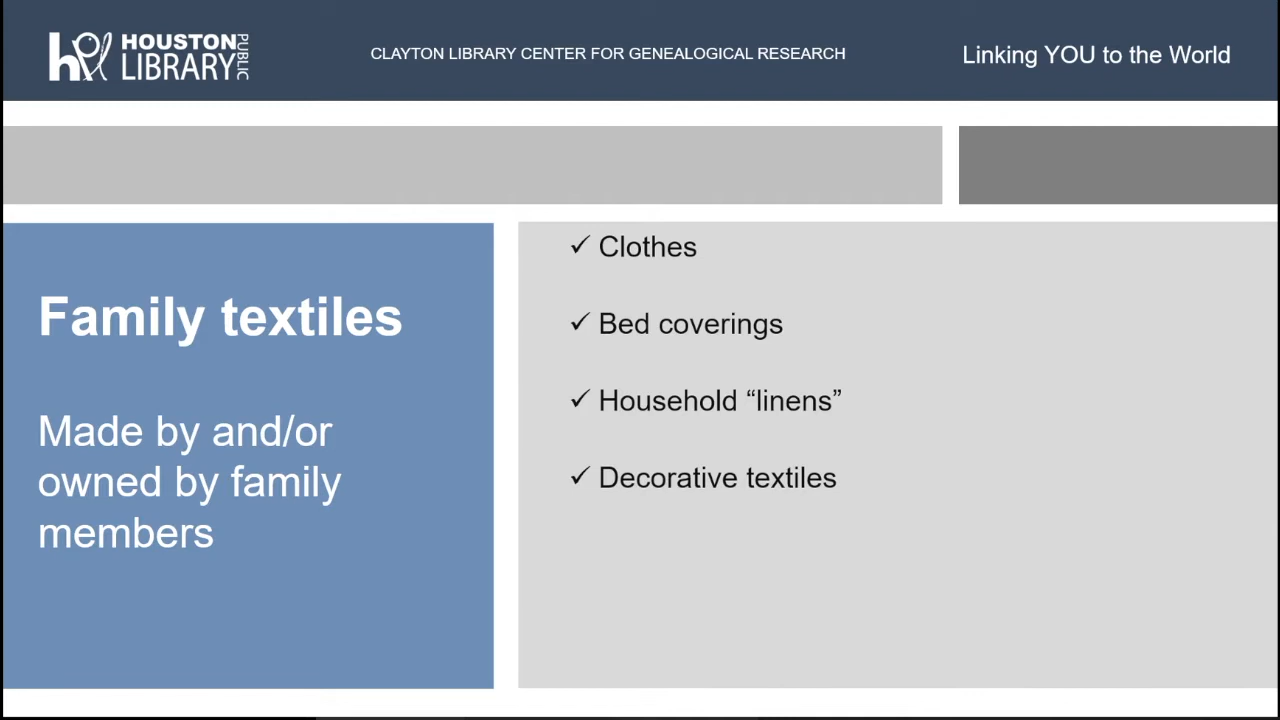 HOUSTON
LIBRARY
PUBLIC
CLAYTON LIBRARY CENTER FOR GENEALOGICAL RESEARCH
Linking YOU to the World
Family textiles
Made by and/or
owned by family
members
✓ Clothes
✓ Bed coverings
✓ Household “linens”
✓ Decorative textiles